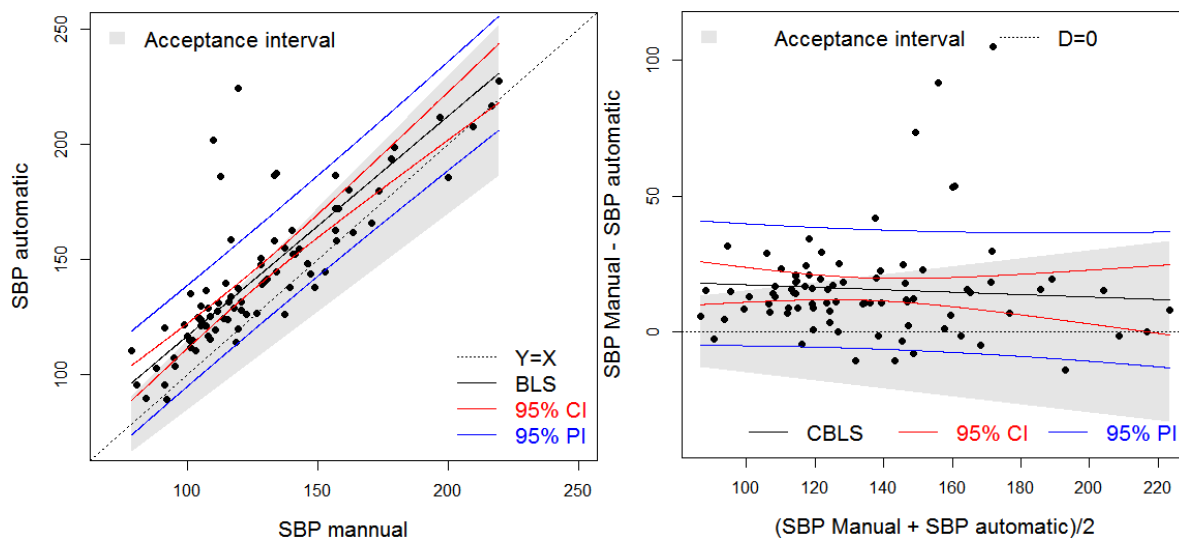 Acceptance interval
250
200
150
100
SBP automatic
Y=X
BLS
95% CI
95% PI
100
150
200
250
SBP mannual
Acceptance interval
D=0
100
50
0
SBP Manual - SBP automatic
CBLS
95% CI
95% PI
100
120
140
160
180
200
220
(SBP Manual + SBP automatic)/2